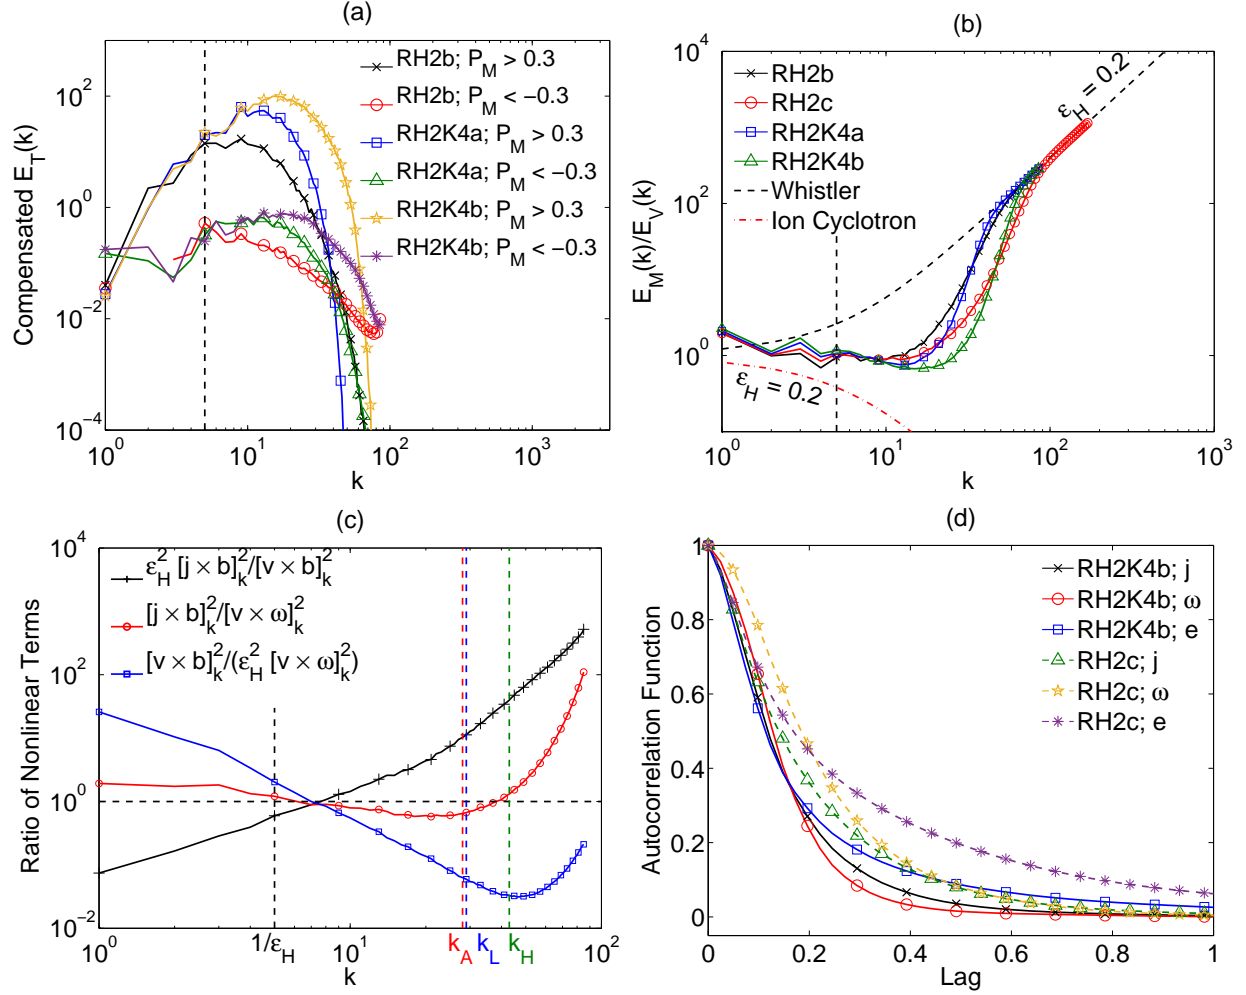 (a)
Compensated E_T(k)
10^2
10^0
10^-2
10^-4
10^0
10^1
10^2
10^3
k
RH2b; P_M > 0.3
RH2b; P_M < −0.3
RH2K4a; P_M > 0.3
RH2K4a; P_M < −0.3
RH2K4b; P_M > 0.3
RH2K4b; P_M < −0.3
(b)
E_M(k)/E_V(k)
10^4
10^2
10^0
10^0
10^1
10^2
10^3
k
RH2b
RH2c
RH2K4a
RH2K4b
Whistler
Ion Cyclotron
ε_H = 0.2
ε_H = 0.2
(c)
Ratio of Nonlinear Terms
10^4
10^2
10^0
10^-2
10^0
1/ε_H
10^1
k_A
k_L
k_H
10^2
k
ε_H^2 [j × b]_k^2/[v × b]_k^2
[j × b]_k^2/[v × ω]_k^2
[v × b]_k^2/(ε_H^2 [v × ω]_k^2)
(d)
Autocorrelation Function
1
0.8
0.6
0.4
0.2
0
0
0.2
0.4
0.6
0.8
1
Lag
RH2K4b; j
RH2K4b; ω
RH2K4b; e
RH2c; j
RH2c; ω
RH2c; e